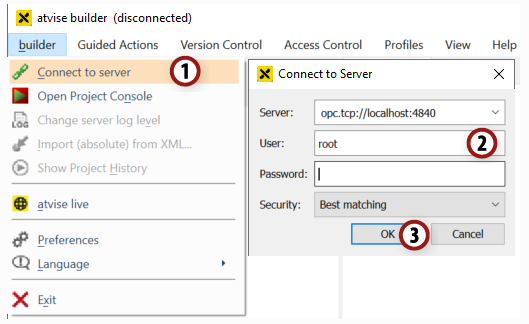 atvise builder (disconnected)
builder Guided Actions Version Control Access Control Profiles View Help
Connect to server 1
Open Project Console
Change server log level
Import (absolute) from XML...
Show Project History
atvise live
Preferences
Language
Exit
Connect to Server
Server: opc.tcp://localhost:4840
User: root 2
Password:
Security: Best matching
OK 3 Cancel